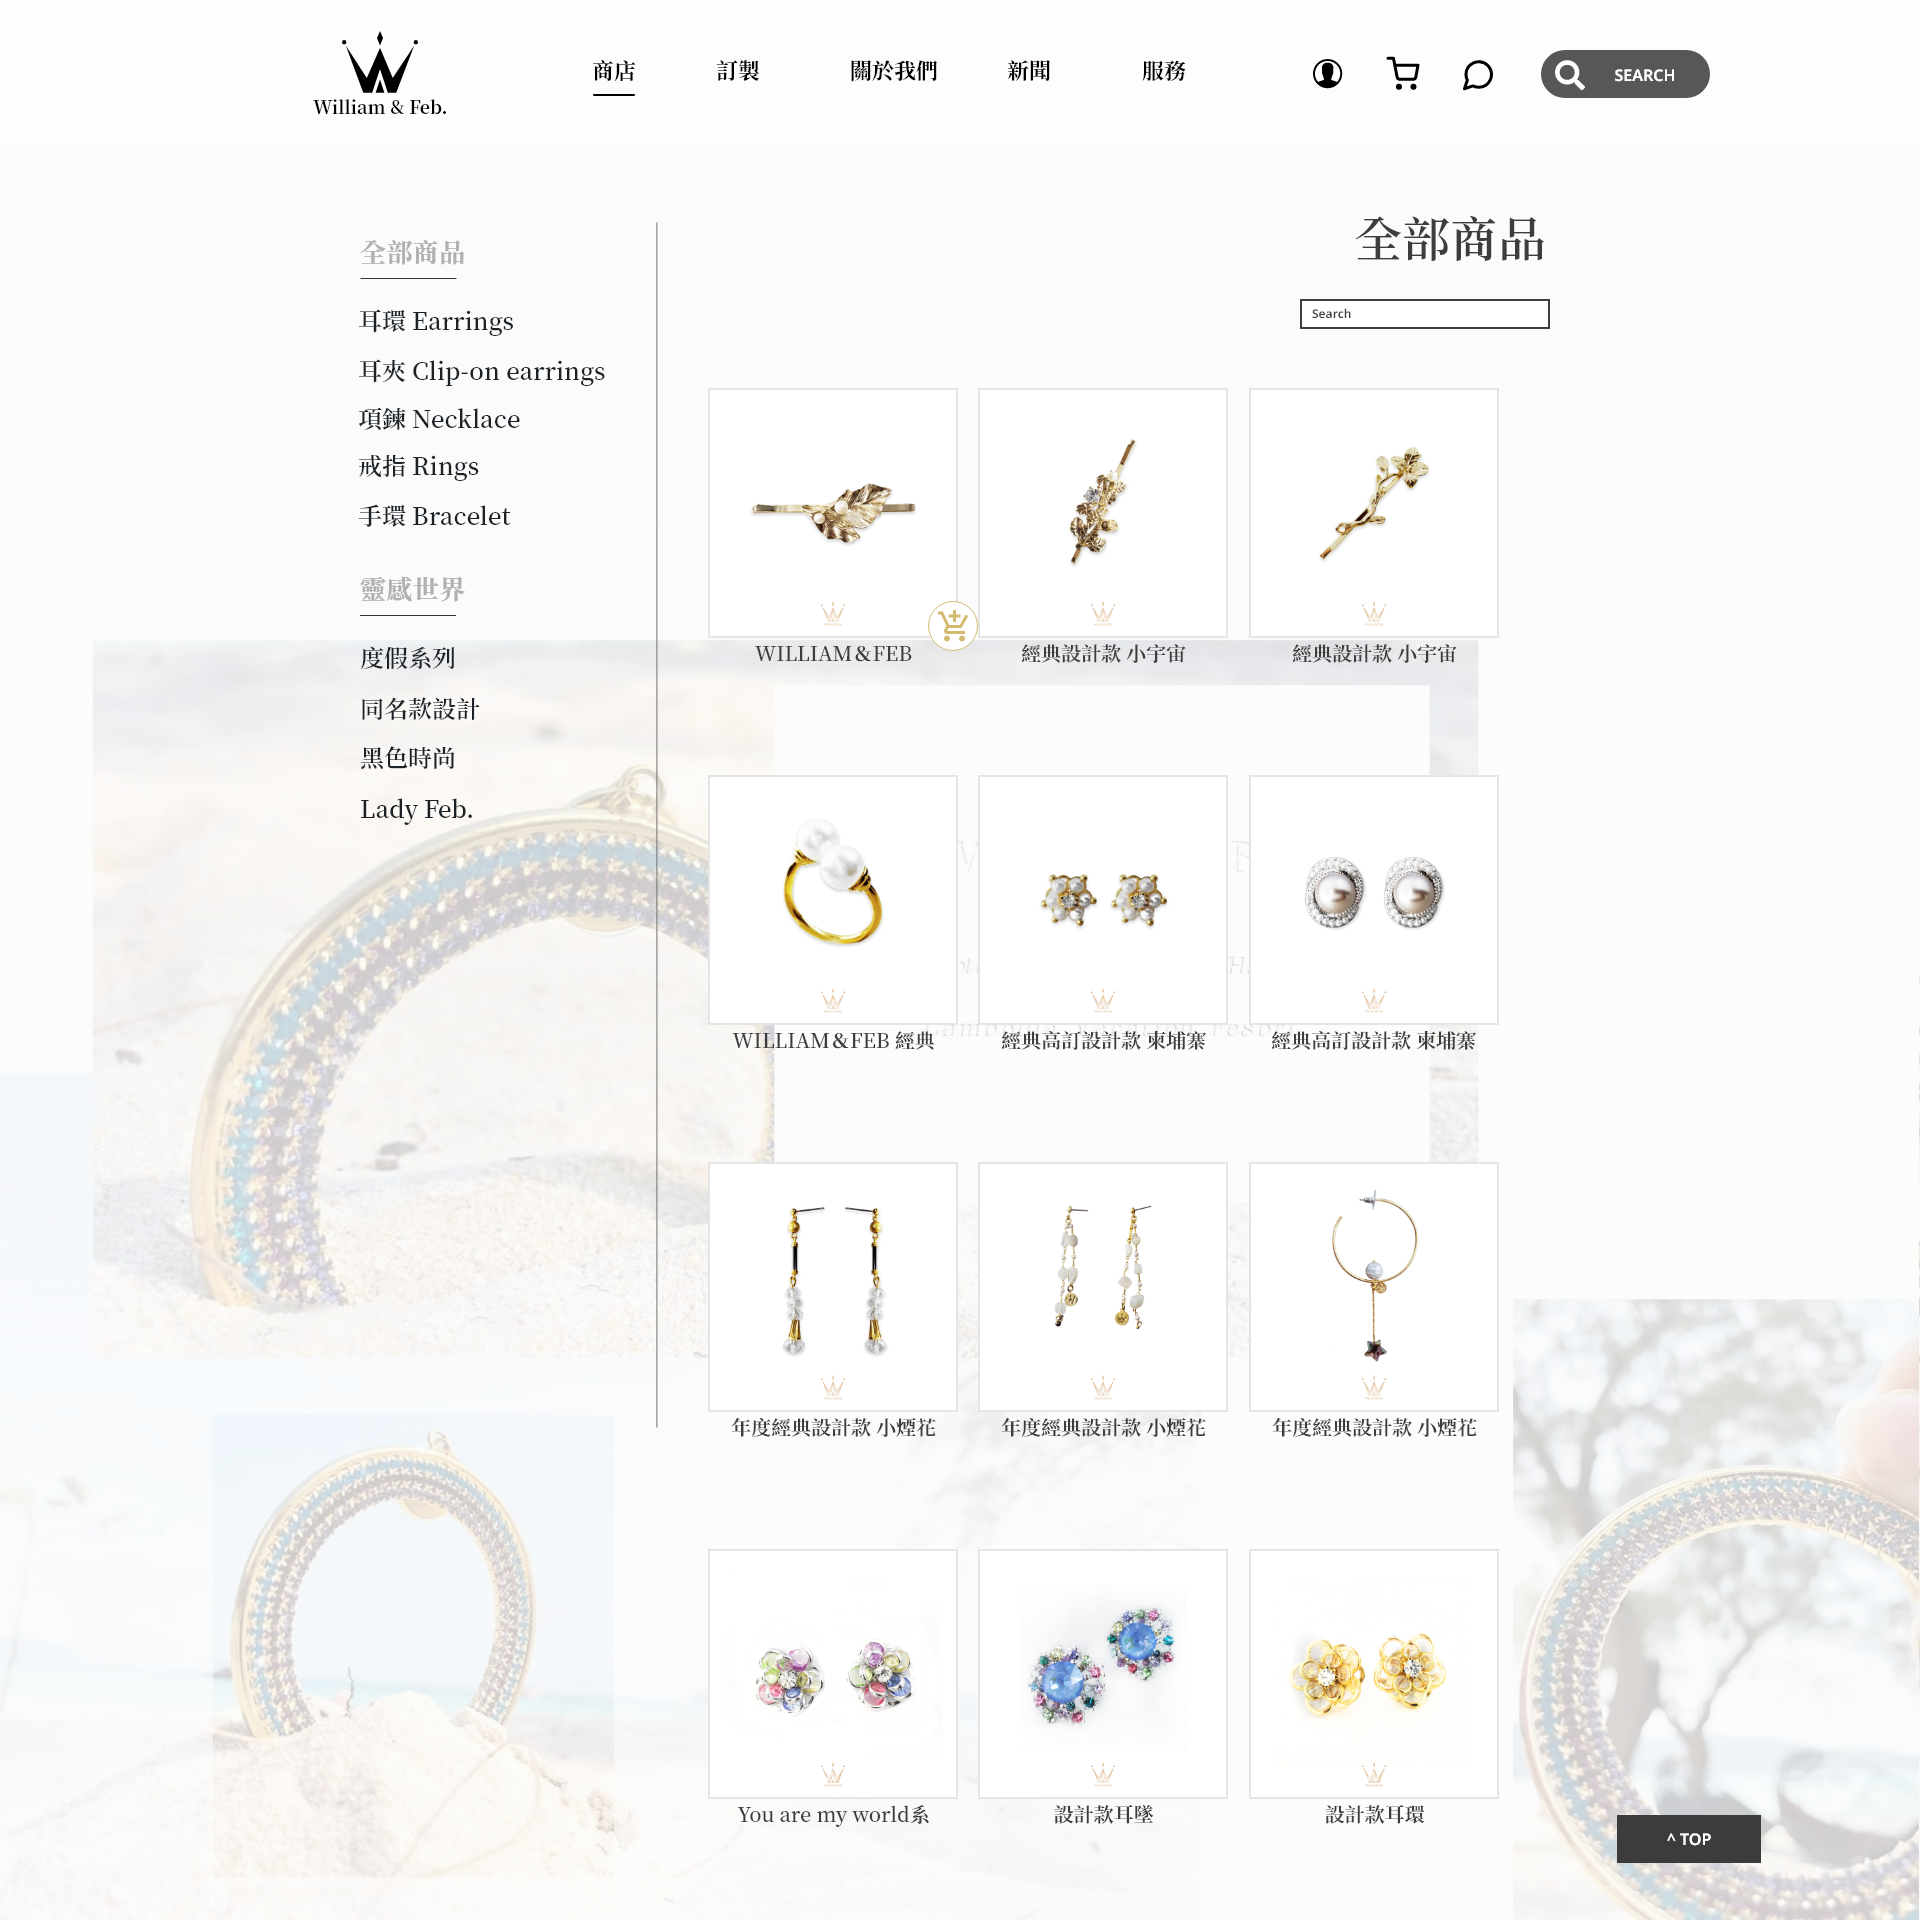 William & Feb.
商店
訂製
關於我們
新聞
服務
SEARCH
全部商品
Search
全部商品
耳環 Earrings
耳夾 Clip-on earrings
項鍊 Necklace
戒指 Rings
手環 Bracelet
靈感世界
度假系列
同名款設計
黑色時尚
Lady Feb.
WILLIAM&FEB
經典設計款 小宇宙
經典設計款 小宇宙
WILLIAM&FEB 經典
經典高訂設計款 柬埔寨
經典高訂設計款 柬埔寨
年度經典設計款 小煙花
年度經典設計款 小煙花
年度經典設計款 小煙花
You are my world系
設計款耳墜
設計款耳環
^ TOP